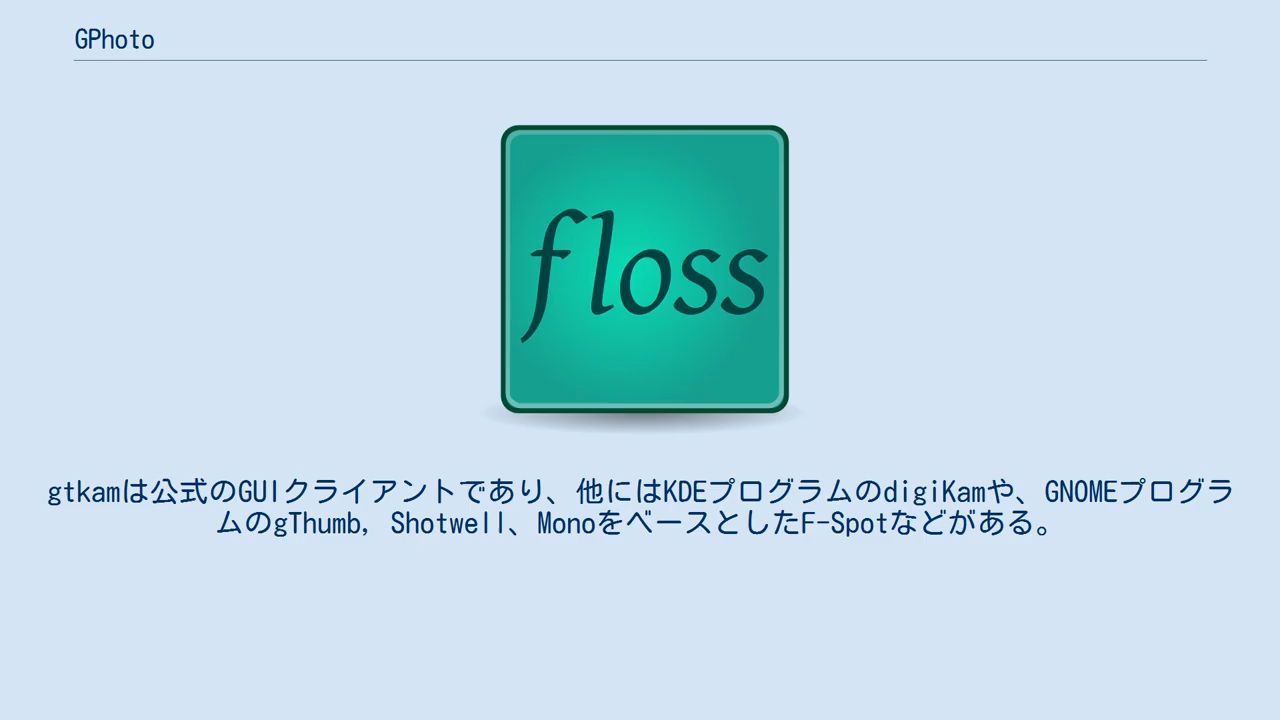 GPhoto
floss
gtkamは公式のGUIクライアントであり、他にはKDEプログラムのdigiKamや、GNOMEプログラ
ムのgThumb, Shotwell、MonoをベースとしたF-Spotなどがある。